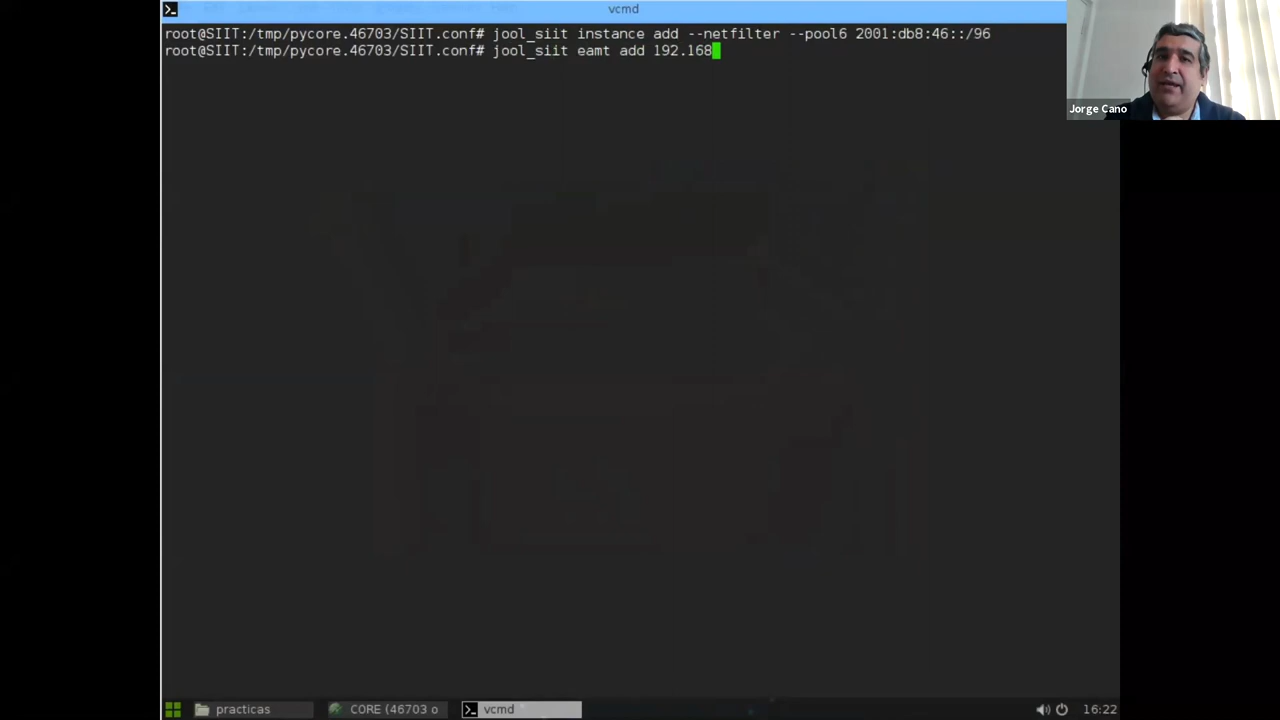 vcmd
root@SIIT:/tmp/pycore.46703/SIIT.conf# jool_siit instance add --netfilter --pool6 2001:db8:46::/96
root@SIIT:/tmp/pycore.46703/SIIT.conf# jool_siit eamt add 192.168
Jorge Cano
practicas
CORE (46703 o
vcmd
16:22